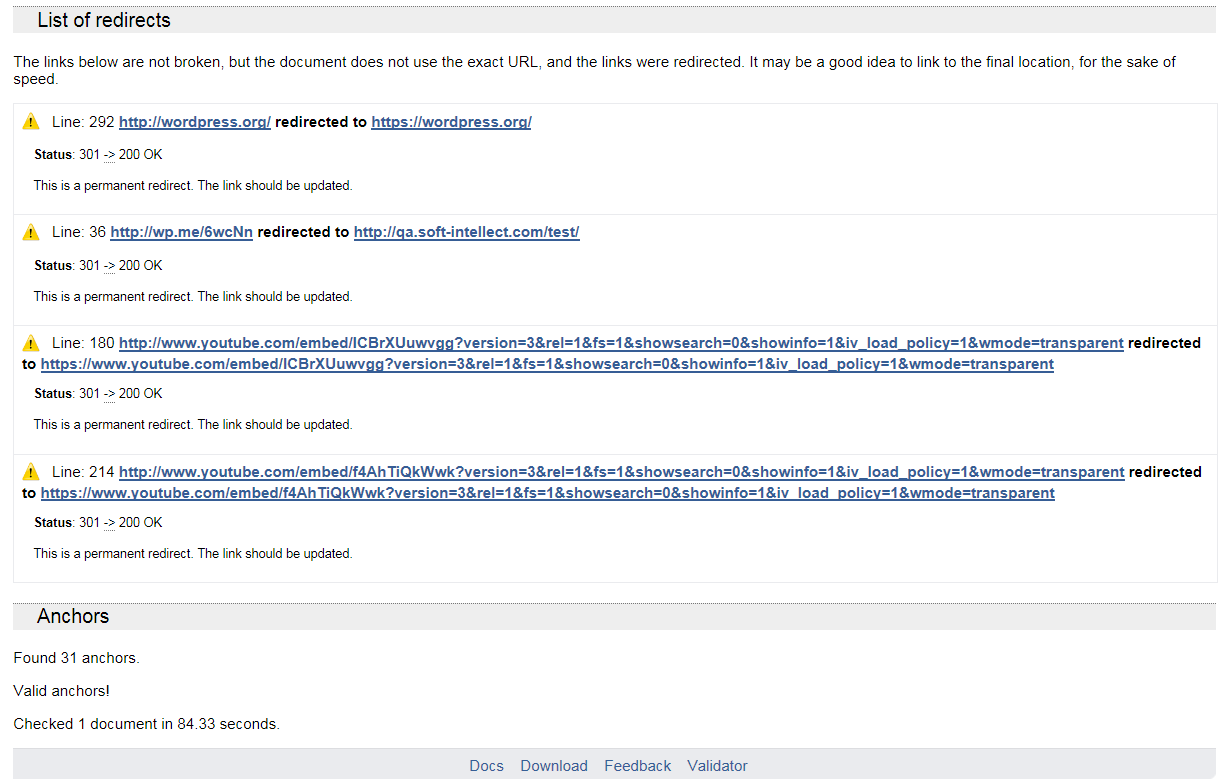 List of redirects
The links below are not broken, but the document does not use the exact URL, and the links were redirected. It may be a good idea to link to the final location, for the sake of
speed.
Line: 292 http://wordpress.org/ redirected to https://wordpress.org/
Status: 301 -> 200 OK
This is a permanent redirect. The link should be updated.
Line: 36 http://wp.me/6wcNn redirected to http://qa.soft-intellect.com/test/
Status: 301 -> 200 OK
This is a permanent redirect. The link should be updated.
Line: 180 http://www.youtube.com/embed/ICBrXUuwvgg?version=3&rel=1&fs=1&showsearch=0&showinfo=1&iv_load_policy=1&wmode=transparent redirected
to https://www.youtube.com/embed/ICBrXUuwvgg?version=3&rel=1&fs=1&showsearch=0&showinfo=1&iv_load_policy=1&wmode=transparent
Status: 301 -> 200 OK
This is a permanent redirect. The link should be updated.
Line: 214 http://www.youtube.com/embed/f4AhTiQkWwk?version=3&rel=1&fs=1&showsearch=0&showinfo=1&iv_load_policy=1&wmode=transparent redirected
to https://www.youtube.com/embed/f4AhTiQkWwk?version=3&rel=1&fs=1&showsearch=0&showinfo=1&iv_load_policy=1&wmode=transparent
Status: 301 -> 200 OK
This is a permanent redirect. The link should be updated.
Anchors
Found 31 anchors.
Valid anchors!
Checked 1 document in 84.33 seconds.
Docs Download Feedback Validator